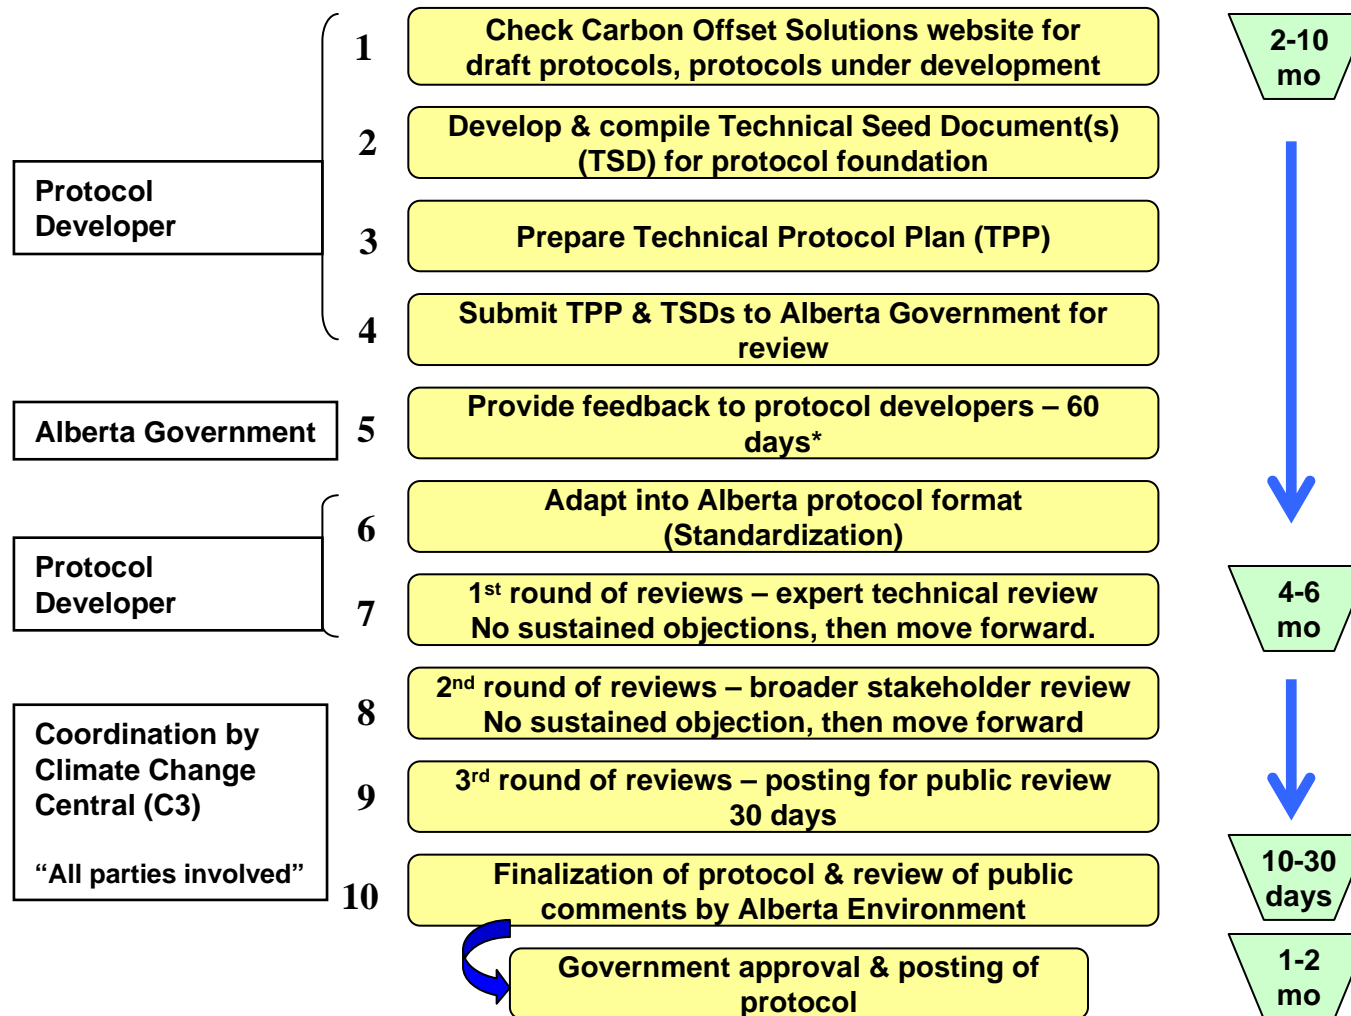 1
Check Carbon Offset Solutions website for
draft protocols, protocols under development
2-10
mo
2
Develop & compile Technical Seed Document(s)
(TSD) for protocol foundation
Protocol
Developer
3
Prepare Technical Protocol Plan (TPP)
4
Submit TPP & TSDs to Alberta Government for
review
Alberta Government
5
Provide feedback to protocol developers – 60
days*
6
Adapt into Alberta protocol format
(Standardization)
Protocol
Developer
7
1st round of reviews – expert technical review
No sustained objections, then move forward.
4-6
mo
8
2nd round of reviews – broader stakeholder review
No sustained objection, then move forward
Coordination by
Climate Change
Central (C3)
“All parties involved”
9
3rd round of reviews – posting for public review
30 days
10
Finalization of protocol & review of public
comments by Alberta Environment
10-30
days
Government approval & posting of
protocol
1-2
mo